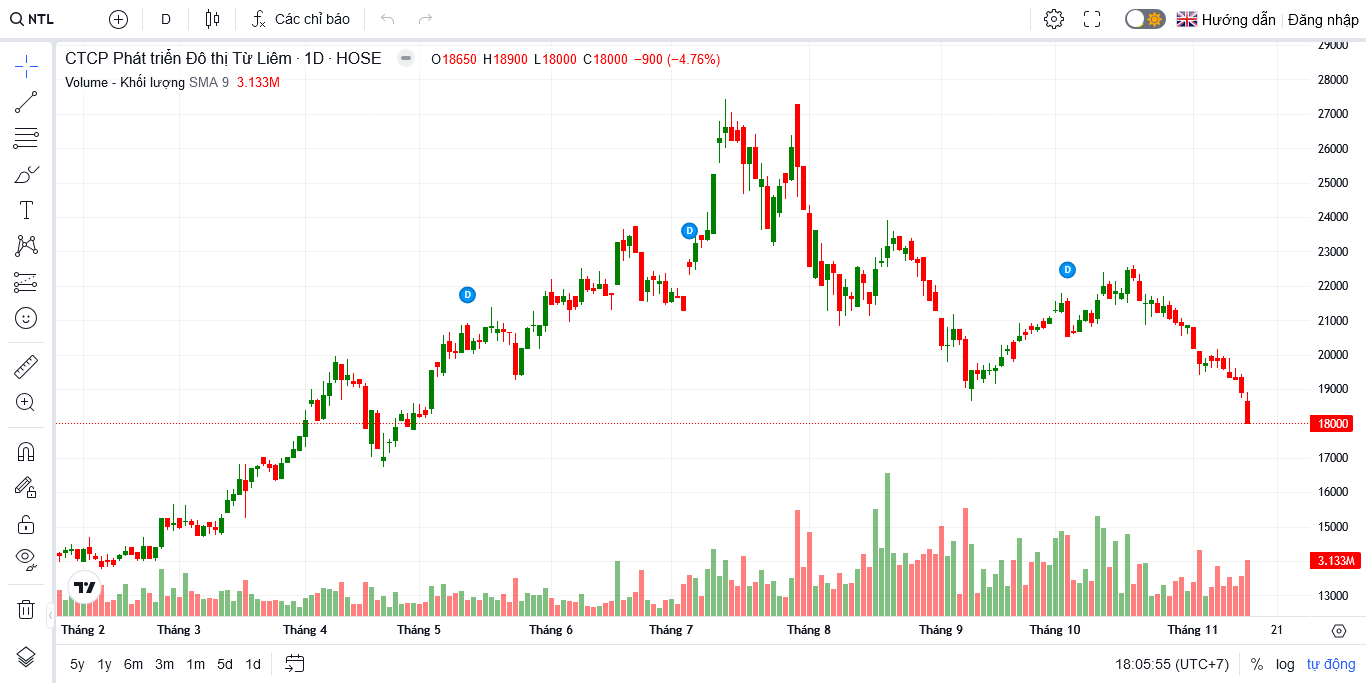 NTL D Các chỉ báo Hướng dẫn Đăng nhập
CTCP Phát triển Đô thị Từ Liêm · 1D · HOSE O18650 H18900 L18000 C18000 −900 (−4.76%)
Volume - Khối lượng SMA 9 3.133M
29000
28000
27000
26000
25000
24000
23000
22000
21000
20000
19000
18000
17000
16000
15000
3.133M
13000
D
D
D
Tháng 2 Tháng 3 Tháng 4 Tháng 5 Tháng 6 Tháng 7 Tháng 8 Tháng 9 Tháng 10 Tháng 11 21
5y 1y 6m 3m 1m 5d 1d 18:05:55 (UTC+7) % log tự động